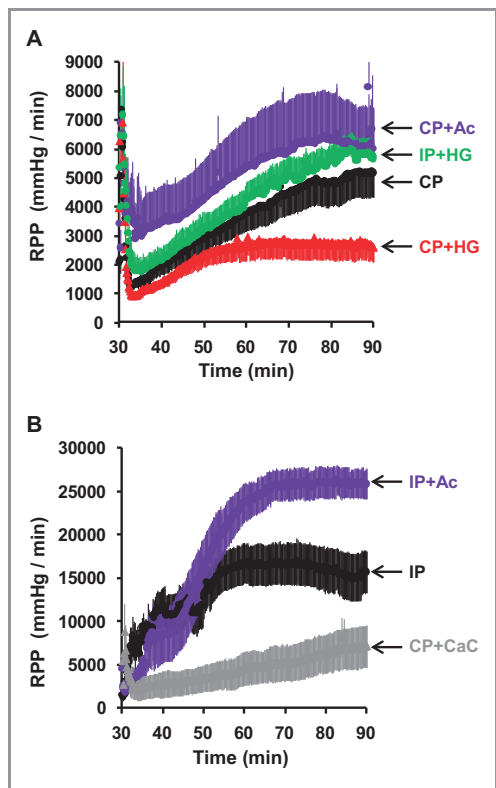 A
RPP (mmHg / min)
9000
8000
7000
6000
5000
4000
3000
2000
1000
0
30 40 50 60 70 80 90
Time (min)
CP+Ac
IP+HG
CP
CP+HG
B
RPP (mmHg / min)
30000
25000
20000
15000
10000
5000
0
30 40 50 60 70 80 90
Time (min)
IP+Ac
IP
CP+CaC